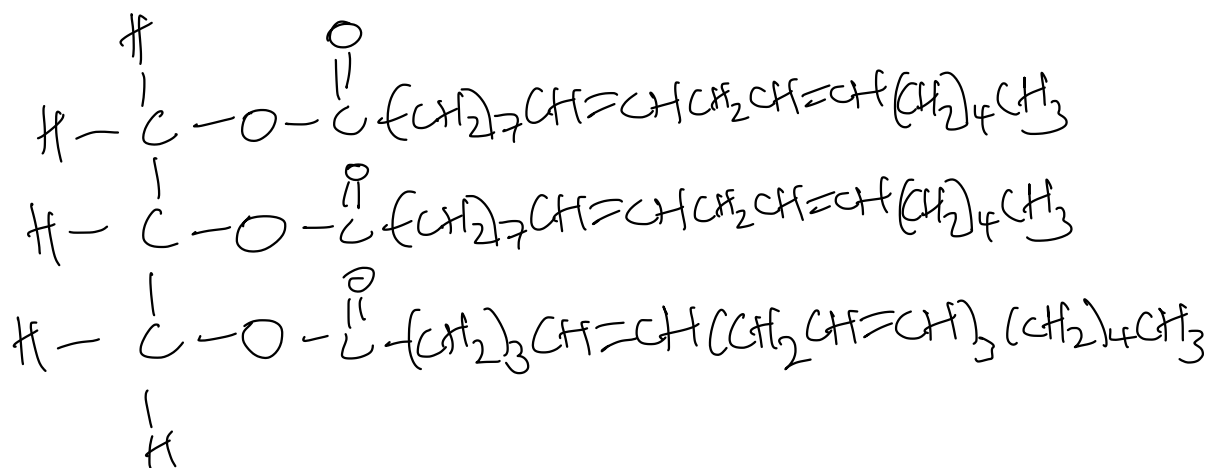 H
O
H - C - O - C (CH2)7CH=CHCH2CH=CH(CH2)4CH3
O
H - C - O - C (CH2)7CH=CHCH2CH=CH(CH2)4CH3
O
H - C - O - C - (CH2)3CH=CH(CH2CH=CH)3(CH2)4CH3
H